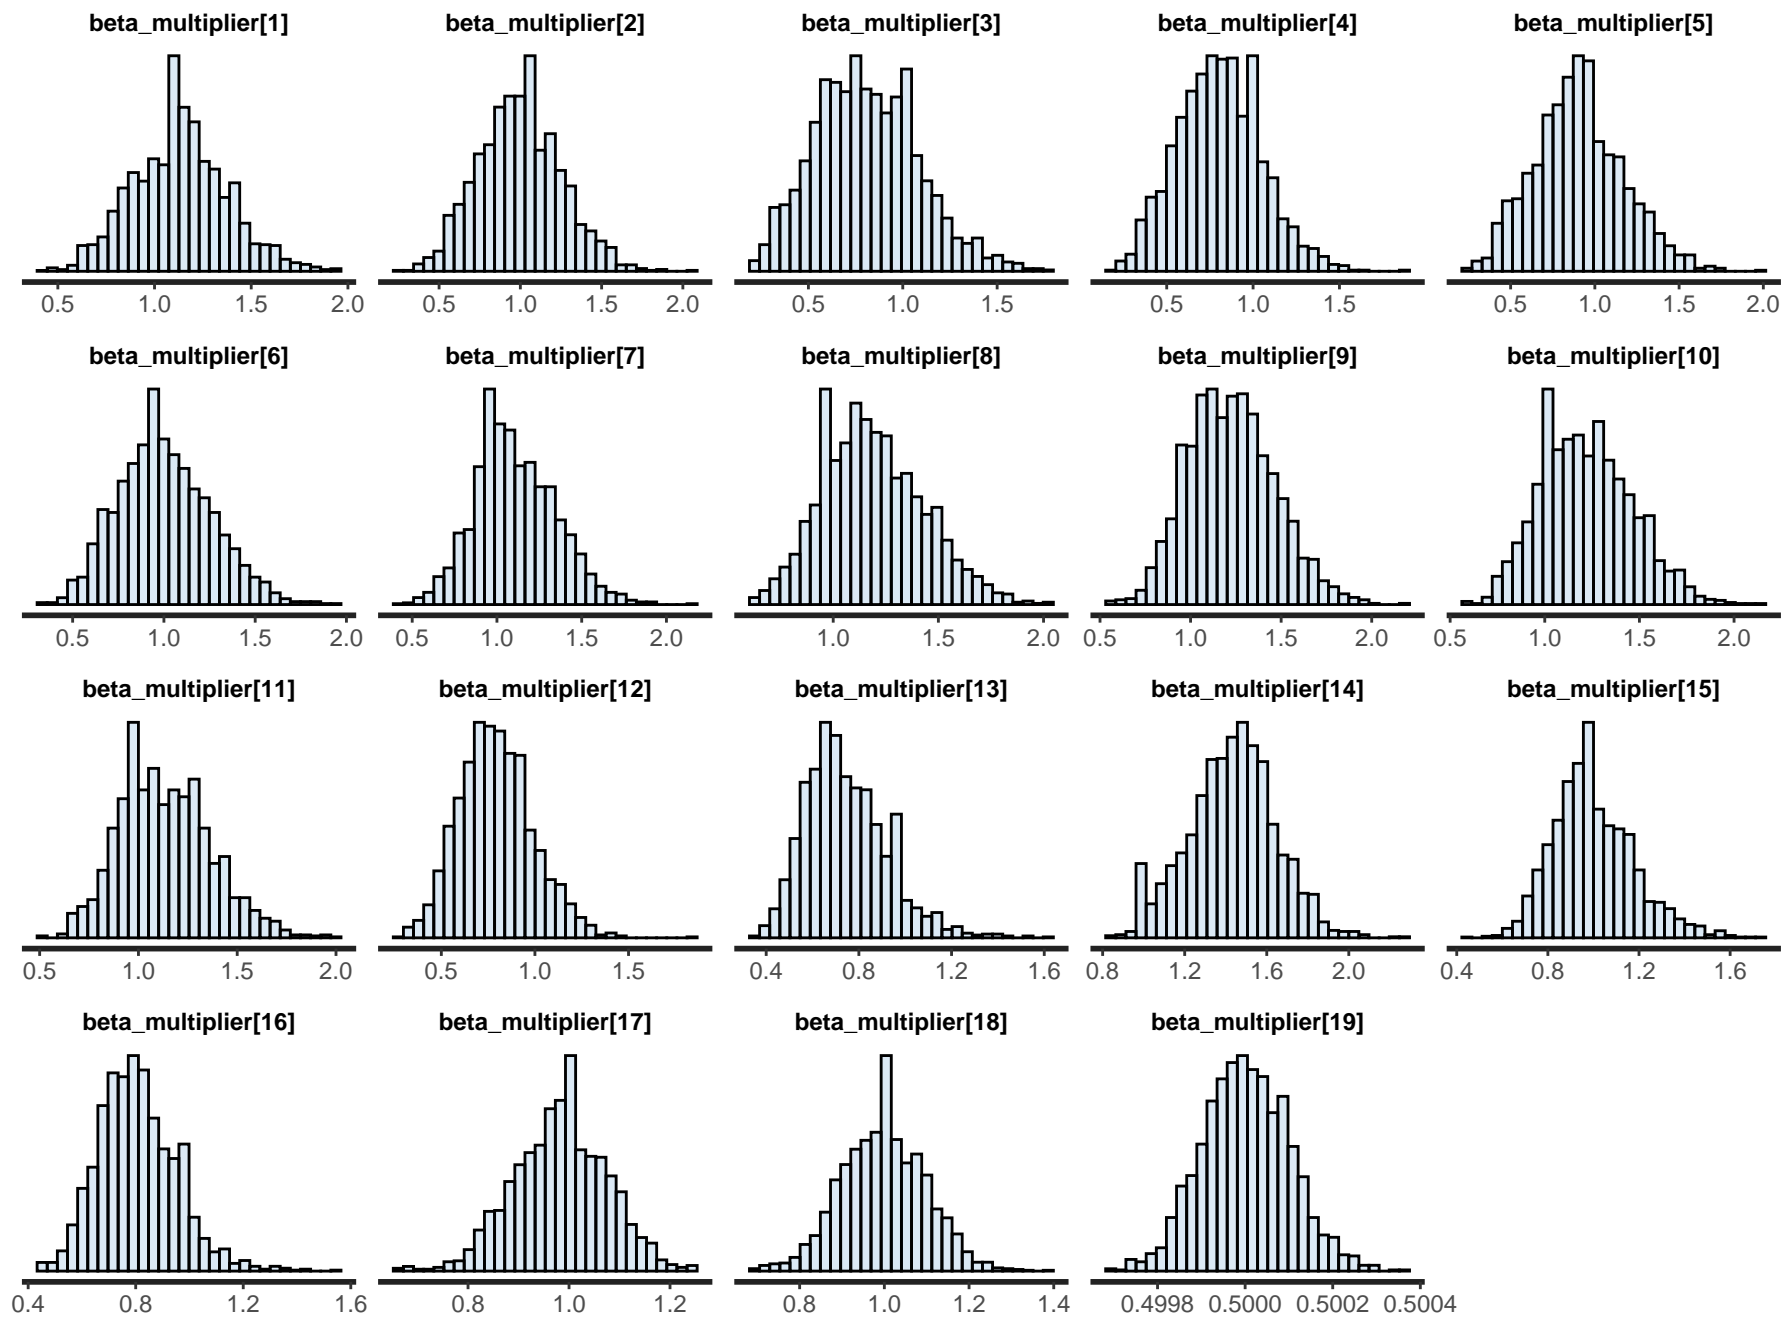 beta_multiplier[1] beta_multiplier[2] beta_multiplier[3] beta_multiplier[4] beta_multiplier[5]
0.5 1.0 1.5 2.0 0.5 1.0 1.5 2.0 0.5 1.0 1.5 0.5 1.0 1.5 0.5 1.0 1.5 2.0
beta_multiplier[6] beta_multiplier[7] beta_multiplier[8] beta_multiplier[9] beta_multiplier[10]
0.5 1.0 1.5 2.0 0.5 1.0 1.5 2.0 1.0 1.5 2.0 0.5 1.0 1.5 2.0 0.5 1.0 1.5 2.0
beta_multiplier[11] beta_multiplier[12] beta_multiplier[13] beta_multiplier[14] beta_multiplier[15]
0.5 1.0 1.5 2.0 0.5 1.0 1.5 0.4 0.8 1.2 1.6 0.8 1.2 1.6 2.0 0.4 0.8 1.2 1.6
beta_multiplier[16] beta_multiplier[17] beta_multiplier[18] beta_multiplier[19]
0.4 0.8 1.2 1.6 0.8 1.0 1.2 0.8 1.0 1.2 1.4 0.4998 0.5000 0.5002 0.5004